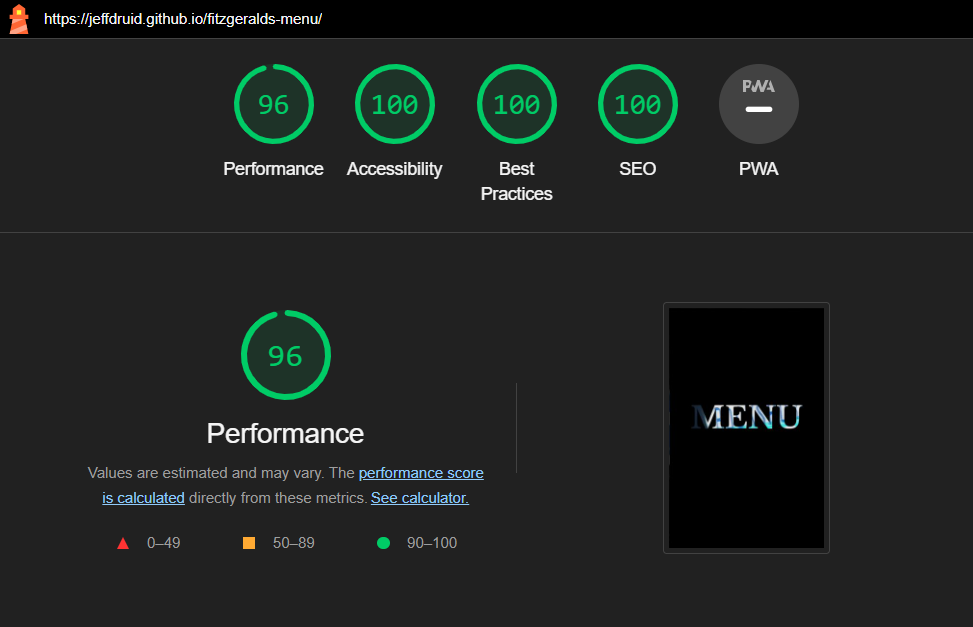 https://jeffdruid.github.io/fitzgeralds-menu/
96 100 100 100 PWA
Performance Accessibility Best Practices SEO PWA
96
Performance
Values are estimated and may vary. The performance score
is calculated directly from these metrics. See calculator.
0–49 50–89 90–100
MENU